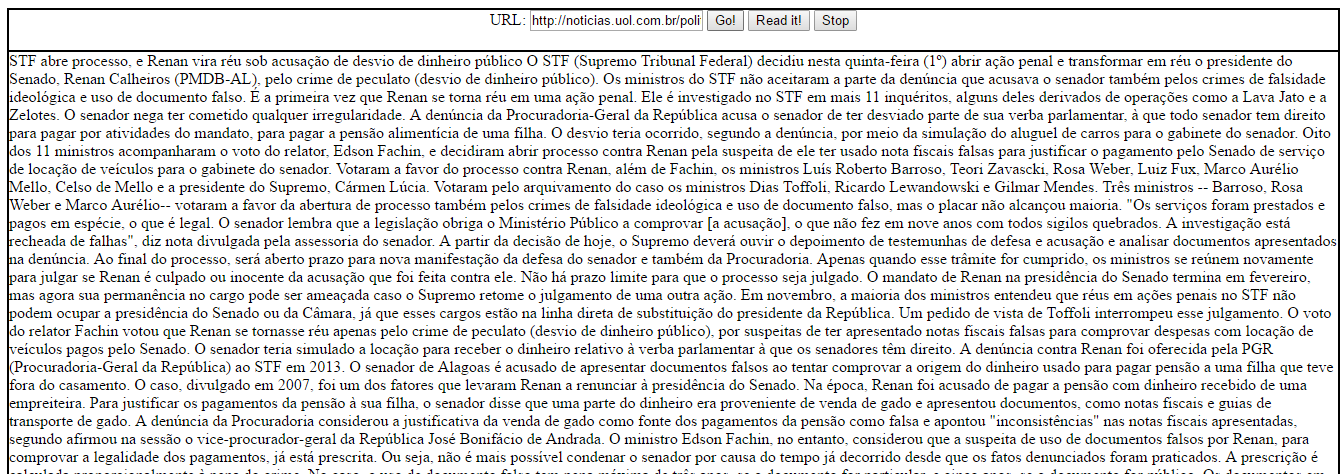 URL: http://noticias.uol.com.br/polí Go! Read it! Stop
STF abre processo, e Renan vira réu sob acusação de desvio de dinheiro público O STF (Supremo Tribunal Federal) decidiu nesta quinta-feira (1º) abrir ação penal e transformar em réu o presidente do
Senado, Renan Calheiros (PMDB-AL), pelo crime de peculato (desvio de dinheiro público). Os ministros do STF não aceitaram a parte da denúncia que acusava o senador também pelos crimes de falsidade
ideológica e uso de documento falso. É a primeira vez que Renan se torna réu em uma ação penal. Ele é investigado no STF em mais 11 inquéritos, alguns deles derivados de operações como a Lava Jato e a
Zelotes. O senador nega ter cometido qualquer irregularidade. A denúncia da Procuradoria-Geral da República acusa o senador de ter desviado parte de sua verba parlamentar, à que todo senador tem direito
para pagar por atividades do mandato, para pagar a pensão alimentícia de uma filha. O desvio teria ocorrido, segundo a denúncia, por meio da simulação do aluguel de carros para o gabinete do senador. Oito
dos 11 ministros acompanharam o voto do relator, Edson Fachin, e decidiram abrir processo contra Renan pela suspeita de ele ter usado nota fiscais falsas para justificar o pagamento pelo Senado de serviço
de locação de veículos para o gabinete do senador. Votaram a favor do processo contra Renan, além de Fachin, os ministros Luís Roberto Barroso, Teori Zavascki, Rosa Weber, Luiz Fux, Marco Aurélio
Mello, Celso de Mello e a presidente do Supremo, Cármen Lúcia. Votaram pelo arquivamento do caso os ministros Dias Toffoli, Ricardo Lewandowski e Gilmar Mendes. Três ministros -- Barroso, Rosa
Weber e Marco Aurélio-- votaram a favor da abertura de processo também pelos crimes de falsidade ideológica e uso de documento falso, mas o placar não alcançou maioria. "Os serviços foram prestados e
pagos em espécie, o que é legal. O senador lembra que a legislação obriga o Ministério Público a comprovar [a acusação], o que não fez em nove anos com todos sigilos quebrados. A investigação está
recheada de falhas", diz nota divulgada pela assessoria do senador. A partir da decisão de hoje, o Supremo deverá ouvir o depoimento de testemunhas de defesa e acusação e analisar documentos apresentados
na denúncia. Ao final do processo, será aberto prazo para nova manifestação da defesa do senador e também da Procuradoria. Apenas quando esse trâmite for cumprido, os ministros se reúnem novamente
para julgar se Renan é culpado ou inocente da acusação que foi feita contra ele. Não há prazo limite para que o processo seja julgado. O mandato de Renan na presidência do Senado termina em fevereiro,
mas agora sua permanência no cargo pode ser ameaçada caso o Supremo retome o julgamento de uma outra ação. Em novembro, a maioria dos ministros entendeu que réus em ações penais no STF não
podem ocupar a presidência do Senado ou da Câmara, já que esses cargos estão na linha direta de substituição do presidente da República. Um pedido de vista de Toffoli interrompeu esse julgamento. O voto
do relator Fachin votou que Renan se tornasse réu apenas pelo crime de peculato (desvio de dinheiro público), por suspeitas de ter apresentado notas fiscais falsas para comprovar despesas com locação de
veículos pagos pelo Senado. O senador teria simulado a locação para receber o dinheiro relativo à verba parlamentar à que os senadores têm direito. A denúncia contra Renan foi oferecida pela PGR
(Procuradoria-Geral da República) ao STF em 2013. O senador de Alagoas é acusado de apresentar documentos falsos ao tentar comprovar a origem do dinheiro usado para pagar pensão a uma filha que teve
fora do casamento. O caso, divulgado em 2007, foi um dos fatores que levaram Renan a renunciar à presidência do Senado. Na época, Renan foi acusado de pagar a pensão com dinheiro recebido de uma
empreiteira. Para justificar os pagamentos da pensão à sua filha, o senador disse que uma parte do dinheiro era proveniente de venda de gado e apresentou documentos, como notas fiscais e guias de
transporte de gado. A denúncia da Procuradoria considerou a justificativa da venda de gado como fonte dos pagamentos da pensão como falsa e apontou "inconsistências" nas notas fiscais apresentadas,
segundo afirmou na sessão o vice-procurador-geral da República José Bonifácio de Andrada. O ministro Edson Fachin, no entanto, considerou que a suspeita de uso de documentos falsos por Renan, para
comprovar a legalidade dos pagamentos, já está prescrita. Ou seja, não é mais possível condenar o senador por causa do tempo já decorrido desde que os fatos denunciados foram praticados. A prescrição é